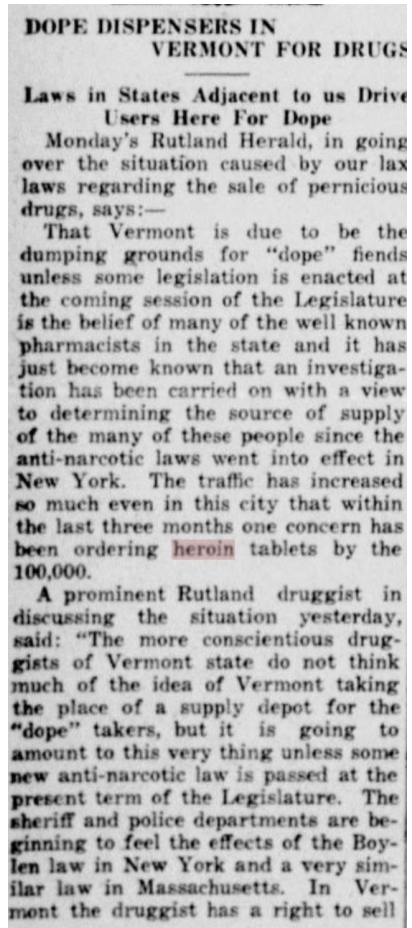 DOPE DISPENSERS IN
VERMONT FOR DRUGS
Laws in States Adjacent to us Drive
Users Here For Dope
Monday's Rutland Herald, in going
over the situation caused by our lax
laws regarding the sale of pernicious
drugs, says:—
That Vermont is due to be the
dumping grounds for "dope" fiends
unless some legislation is enacted at
the coming session of the Legislature
is the belief of many of the well known
pharmacists in the state and it has
just become known that an investiga-
tion has been carried on with a view
to determining the source of supply
of the many of these people since the
anti-narcotic laws went into effect in
New York. The traffic has increased
so much even in this city that within
the last three months one concern has
been ordering heroin tablets by the
100,000.
A prominent Rutland druggist in
discussing the situation yesterday,
said: "The more conscientious drug-
gists of Vermont state do not think
much of the idea of Vermont taking
the place of a supply depot for the
"dope" takers, but it is going to
amount to this very thing unless some
new anti-narcotic law is passed at the
present term of the Legislature. The
sheriff and police departments are be-
ginning to feel the effects of the Boy-
len law in New York and a very sim-
ilar law in Massachusetts. In Ver-
mont the druggist has a right to sell